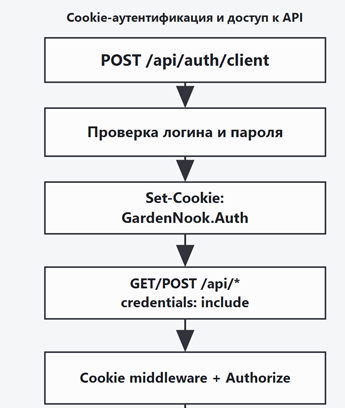 Cookie-аутентификация и доступ к API
POST /api/auth/client
Проверка логина и пароля
Set-Cookie:
GardenNook.Auth
GET/POST /api/*
credentials: include
Cookie middleware + Authorize